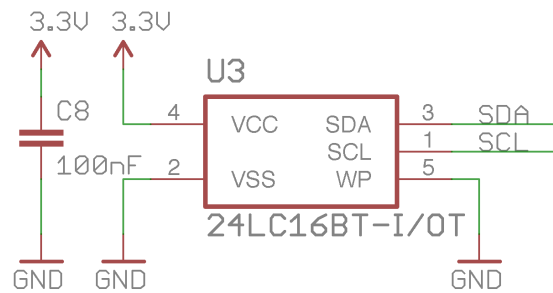 3.3V 3.3V
U3
C8
100nF
4 VCC SDA 3 SDA
SCL 1 SCL
2 VSS WP 5
24LC16BT-I/OT
GND GND GND